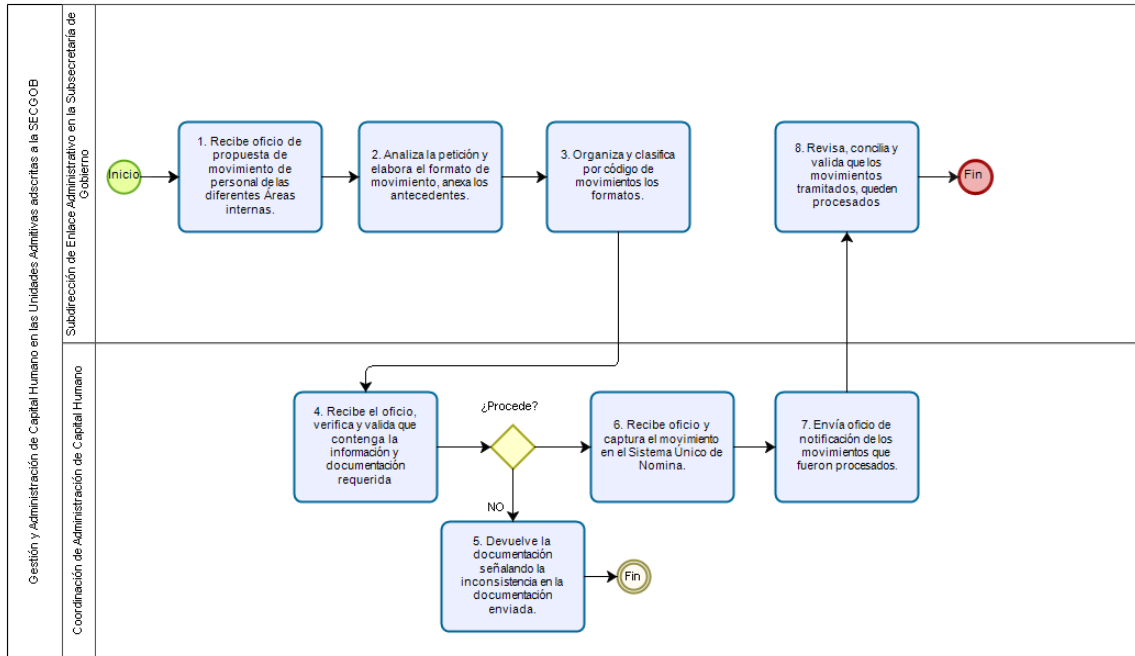 Gestión y Administración de Capital Humano en las Unidades Admitivas adscritas a la SECGOB
Subdirección de Enlace Administrativo en la Subsecretaría de
Gobierno
Inicio
1. Recibe oficio de
propuesta de
movimiento de
personal de las
diferentes Áreas
internas.
2. Analiza la petición y
elabora el formato de
movimiento, anexa los
antecedentes.
3. Organiza y clasifica
por código de
movimientos los
formatos.
8. Revisa, concilia y
valida que los
movimientos
tramitados, queden
procesados
Fin
Coordinación de Administración de Capital Humano
4. Recibe el oficio,
verifica y valida que
contenga la
información y
documentación
requerida
¿Procede?
NO
6. Recibe oficio y
captura el movimiento
en el Sistema Único de
Nomina.
7. Envía oficio de
notificación de los
movimientos que
fueron procesados.
5. Devuelve la
documentación
señalando la
inconsistencia en la
documentación
enviada.
Fin